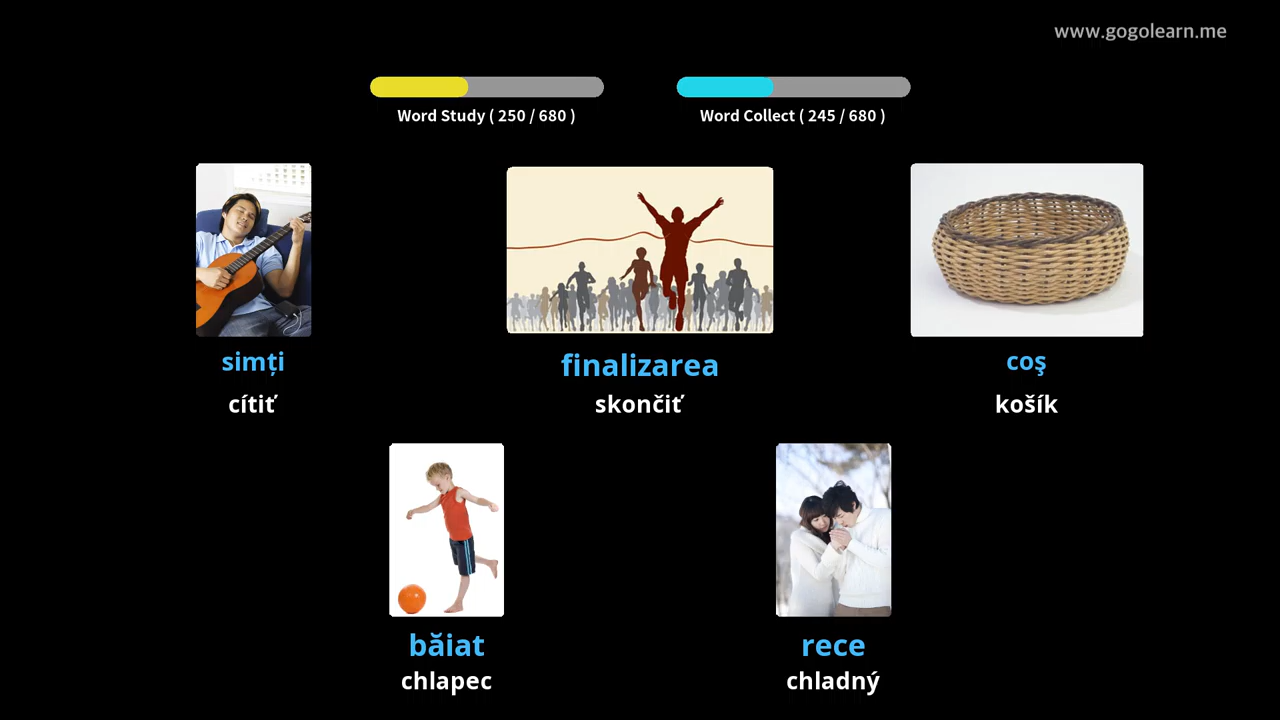 www.gogolearn.me
Word Study ( 250 / 680 )
Word Collect ( 245 / 680 )
simți
cítiť
finalizarea
skončiť
coş
košík
băiat
chlapec
rece
chladný